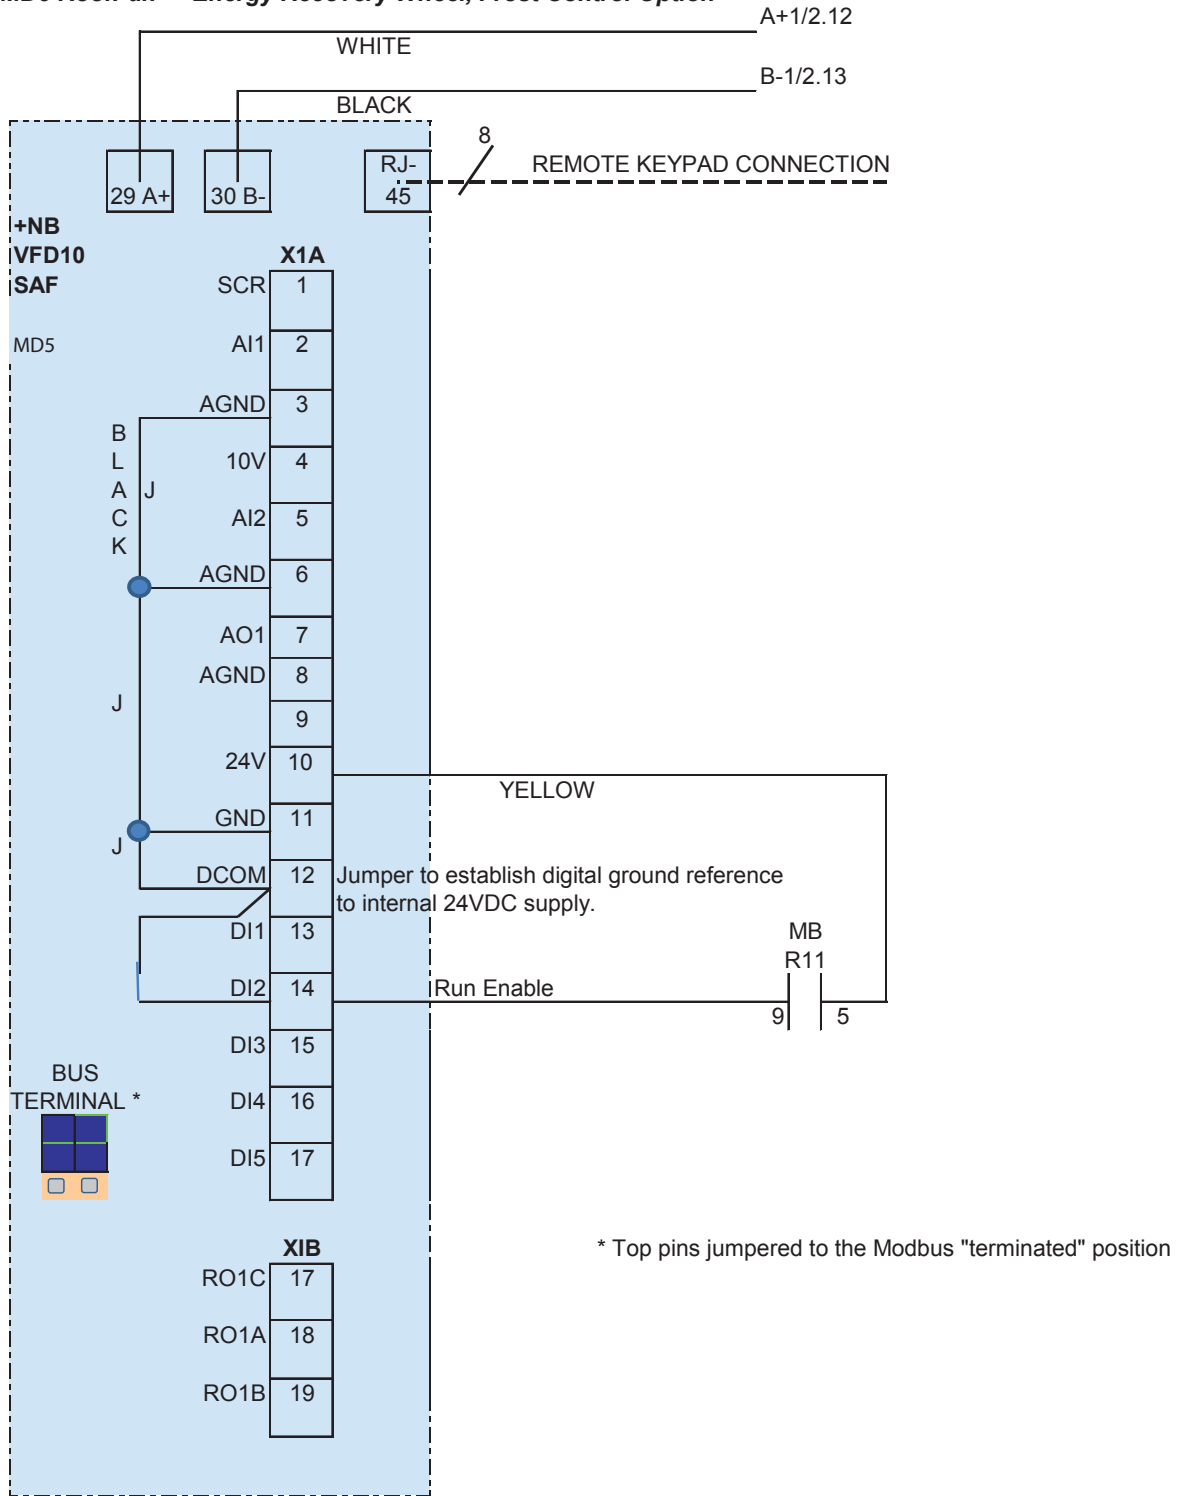 A+1/2.12
WHITE
B-1/2.13
BLACK
8
RJ-
45
REMOTE KEYPAD CONNECTION
29 A+
30 B-
+NB
VFD10
SAF
X1A
SCR 1
MD5
AI1 2
AGND 3
BLACK
J
10V 4
AI2 5
AGND 6
AO1 7
AGND 8
J
9
24V 10
YELLOW
GND 11
J
DCOM 12 Jumper to establish digital ground reference
to internal 24VDC supply.
DI1 13
MB
R11
DI2 14 Run Enable
9 5
DI3 15
BUS
TERMINAL *
DI4 16
DI5 17
XIB
* Top pins jumpered to the Modbus "terminated" position
RO1C 17
RO1A 18
RO1B 19